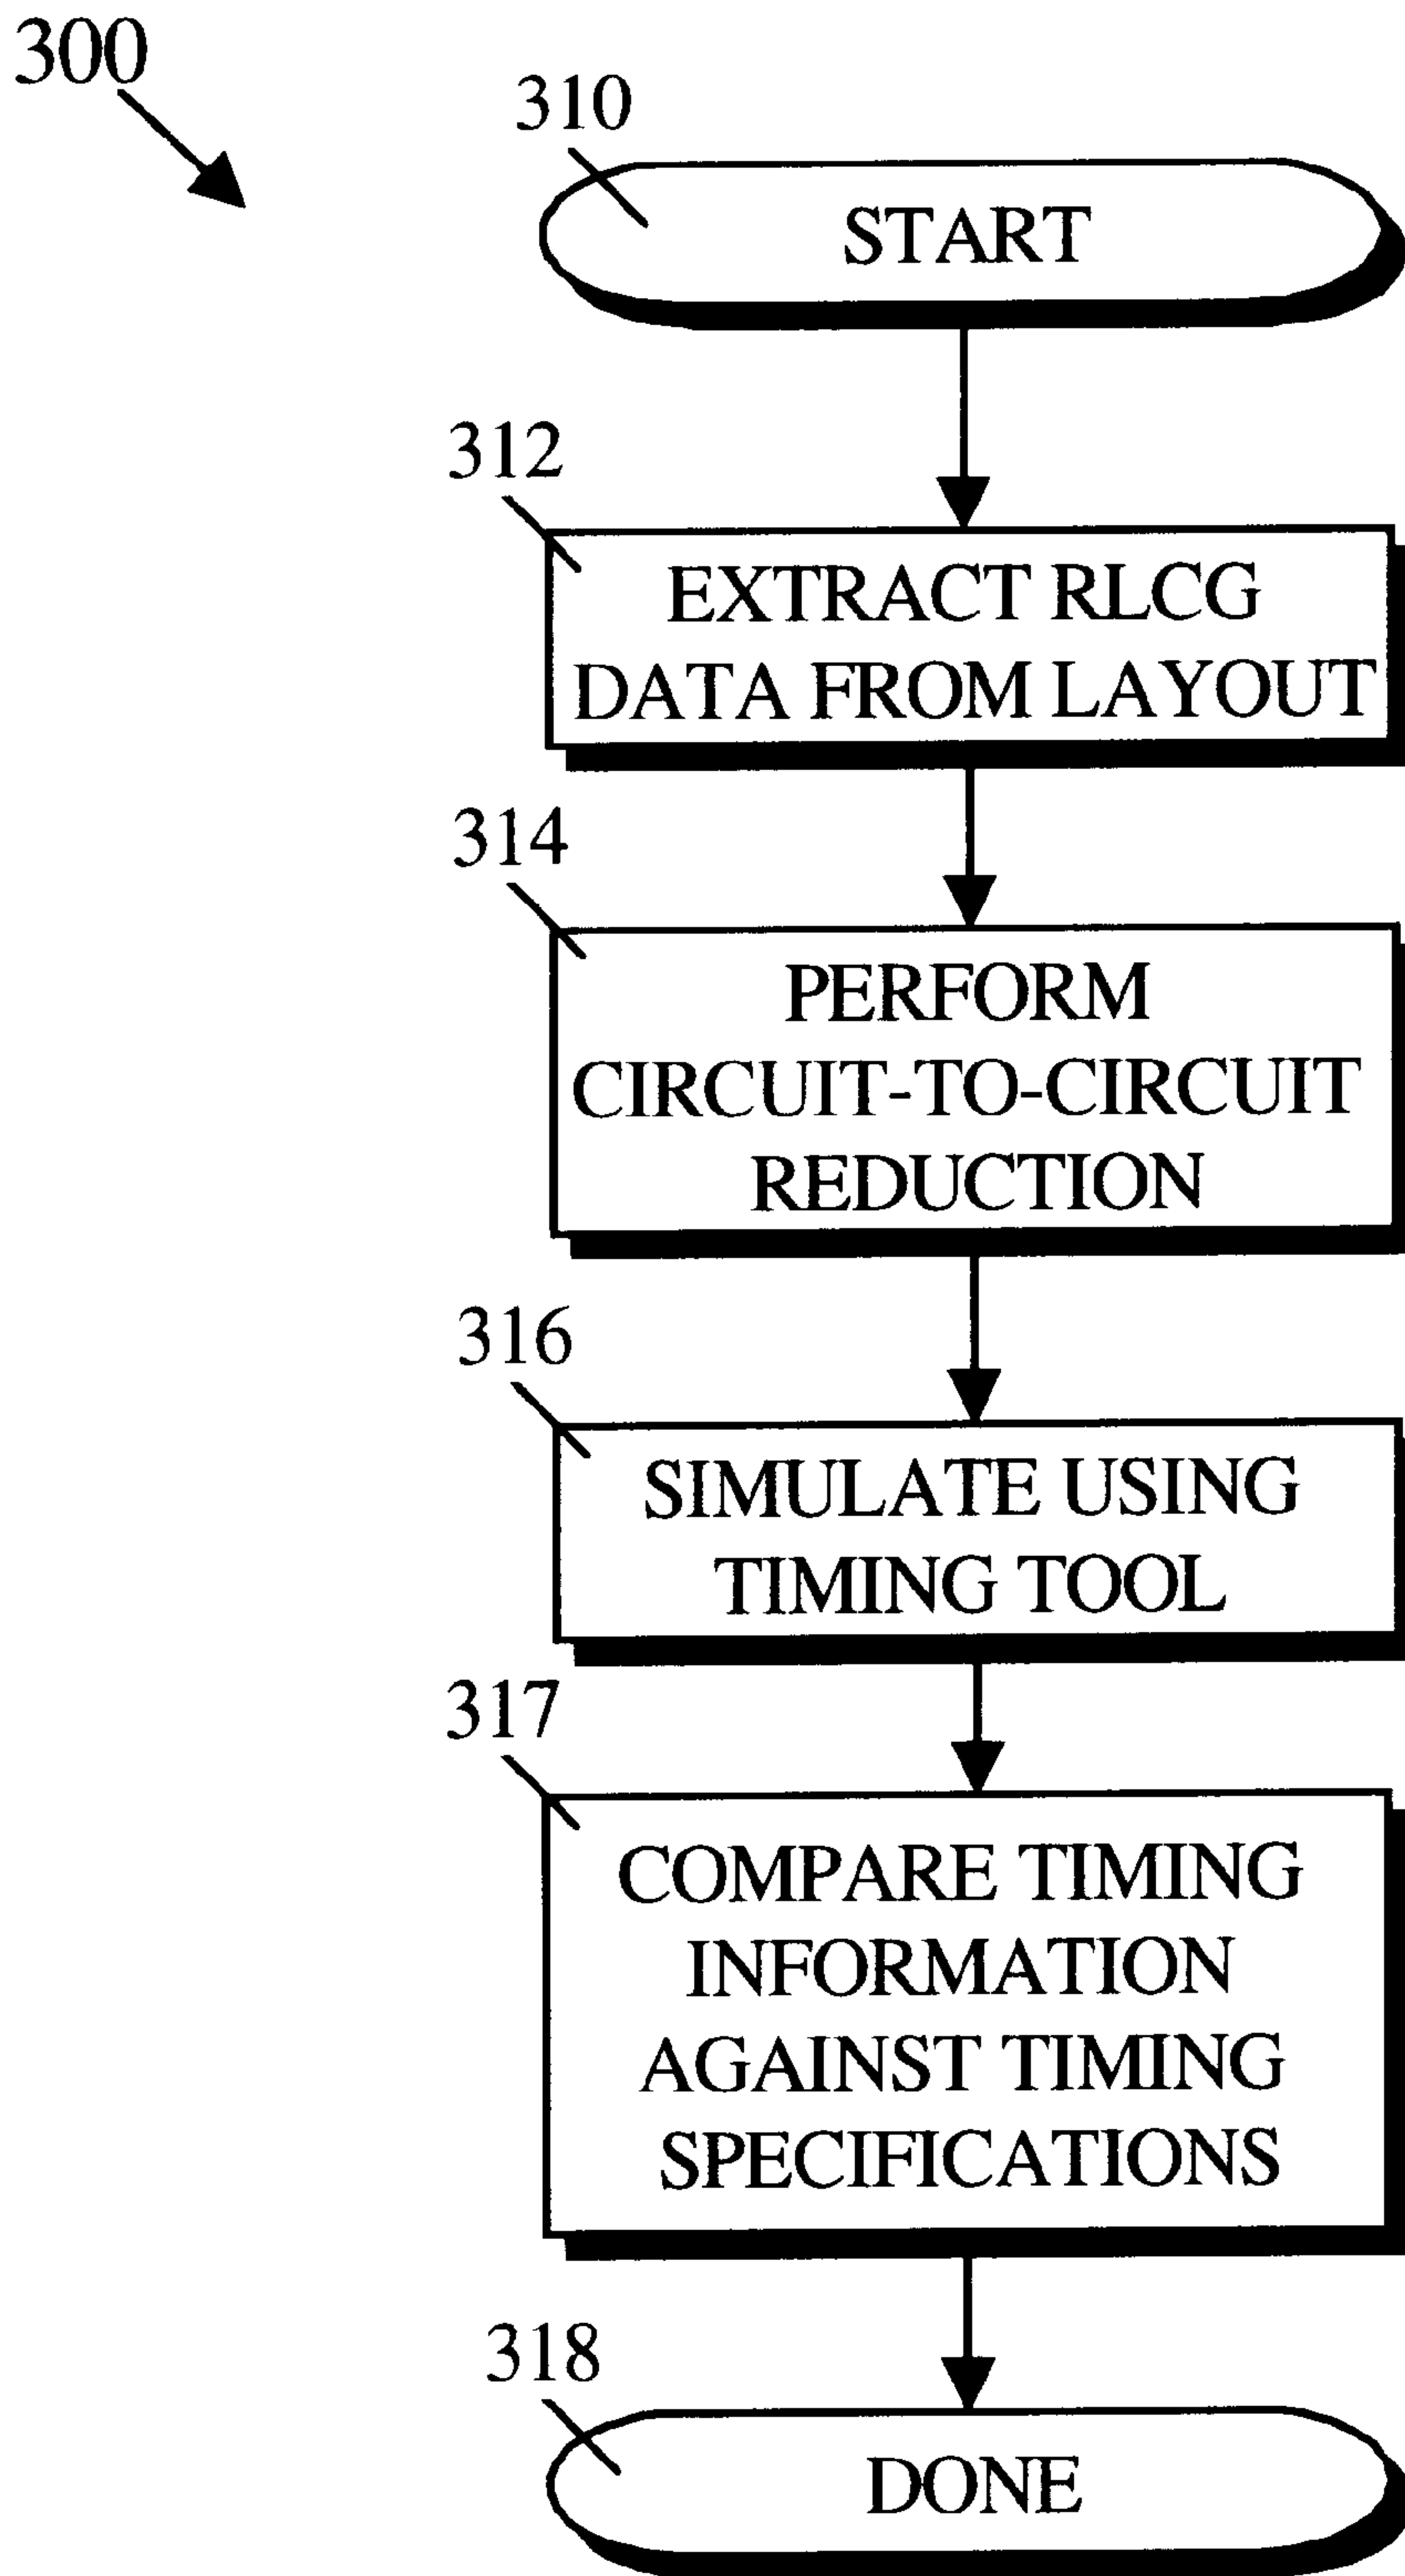 300
310
START
312
EXTRACT RLCG
DATA FROM LAYOUT
314
PERFORM
CIRCUIT-TO-CIRCUIT
REDUCTION
316
SIMULATE USING
TIMING TOOL
317
COMPARE TIMING
INFORMATION
AGAINST TIMING
SPECIFICATIONS
318
DONE